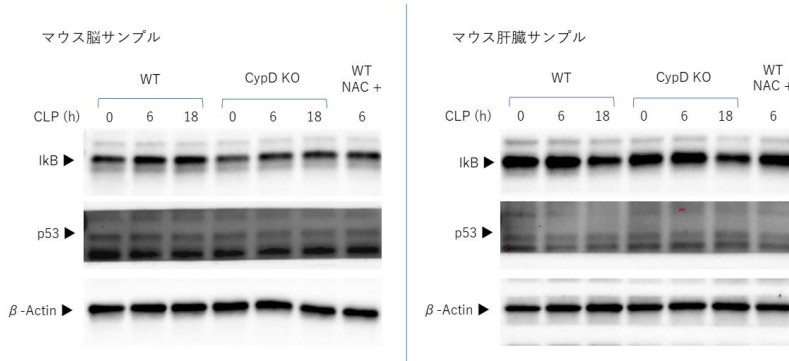 マウス脳サンプル
WT
CypD KO
WT
NAC +
CLP (h)
0 6 18 0 6 18 6
IkB ▶
p53 ▶
β-Actin ▶
マウス肝臓サンプル
WT
CypD KO
WT
NAC +
CLP (h)
0 6 18 0 6 18 6
IkB ▶
p53 ▶
β-Actin ▶